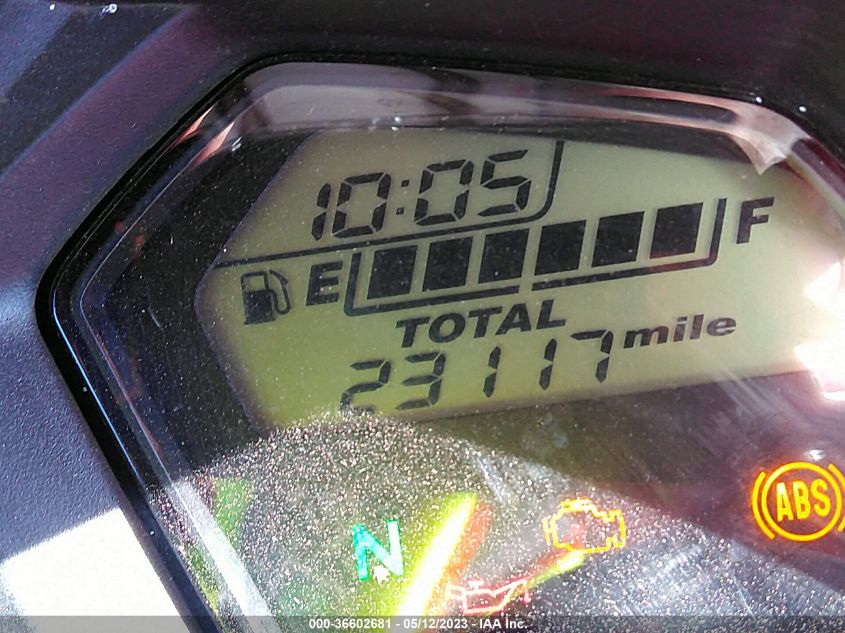 10:05
E F
TOTAL
23117 mile
ABS
N
000-36602681 - 05/12/2023 - IAA Inc.